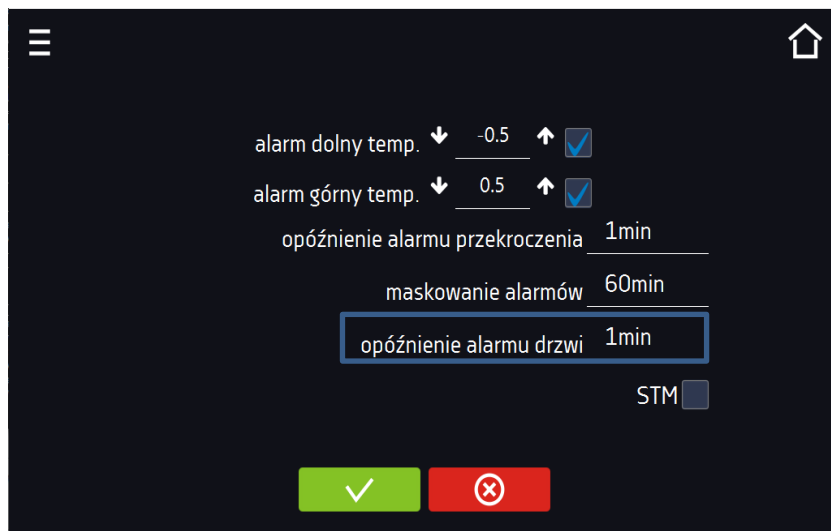 alarm dolny temp. -0.5
alarm górny temp. 0.5
opóźnienie alarmu przekroczenia 1min
maskowanie alarmów 60min
opóźnienie alarmu drzwi 1min
STM